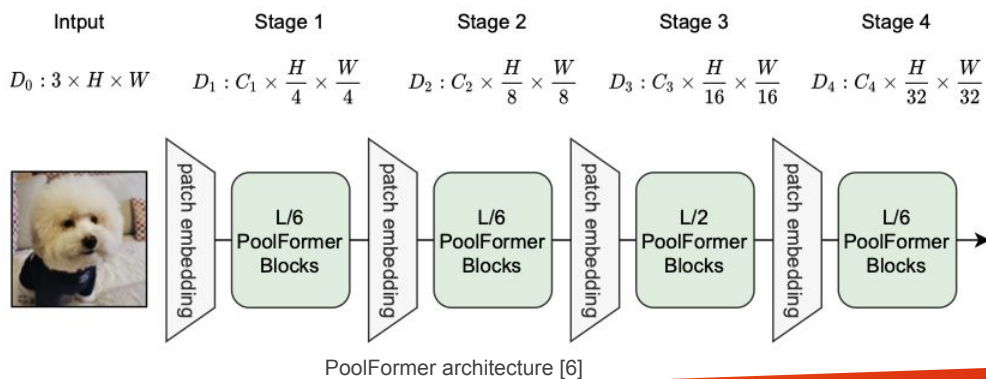 Intput
Stage 1
Stage 2
Stage 3
Stage 4
D₀ : 3 × H × W
D₁ : C₁ × H/4 × W/4
D₂ : C₂ × H/8 × W/8
D₃ : C₃ × H/16 × W/16
D₄ : C₄ × H/32 × W/32
patch embedding
L/6
PoolFormer
Blocks
patch embedding
L/6
PoolFormer
Blocks
patch embedding
L/2
PoolFormer
Blocks
patch embedding
L/6
PoolFormer
Blocks
PoolFormer architecture [6]